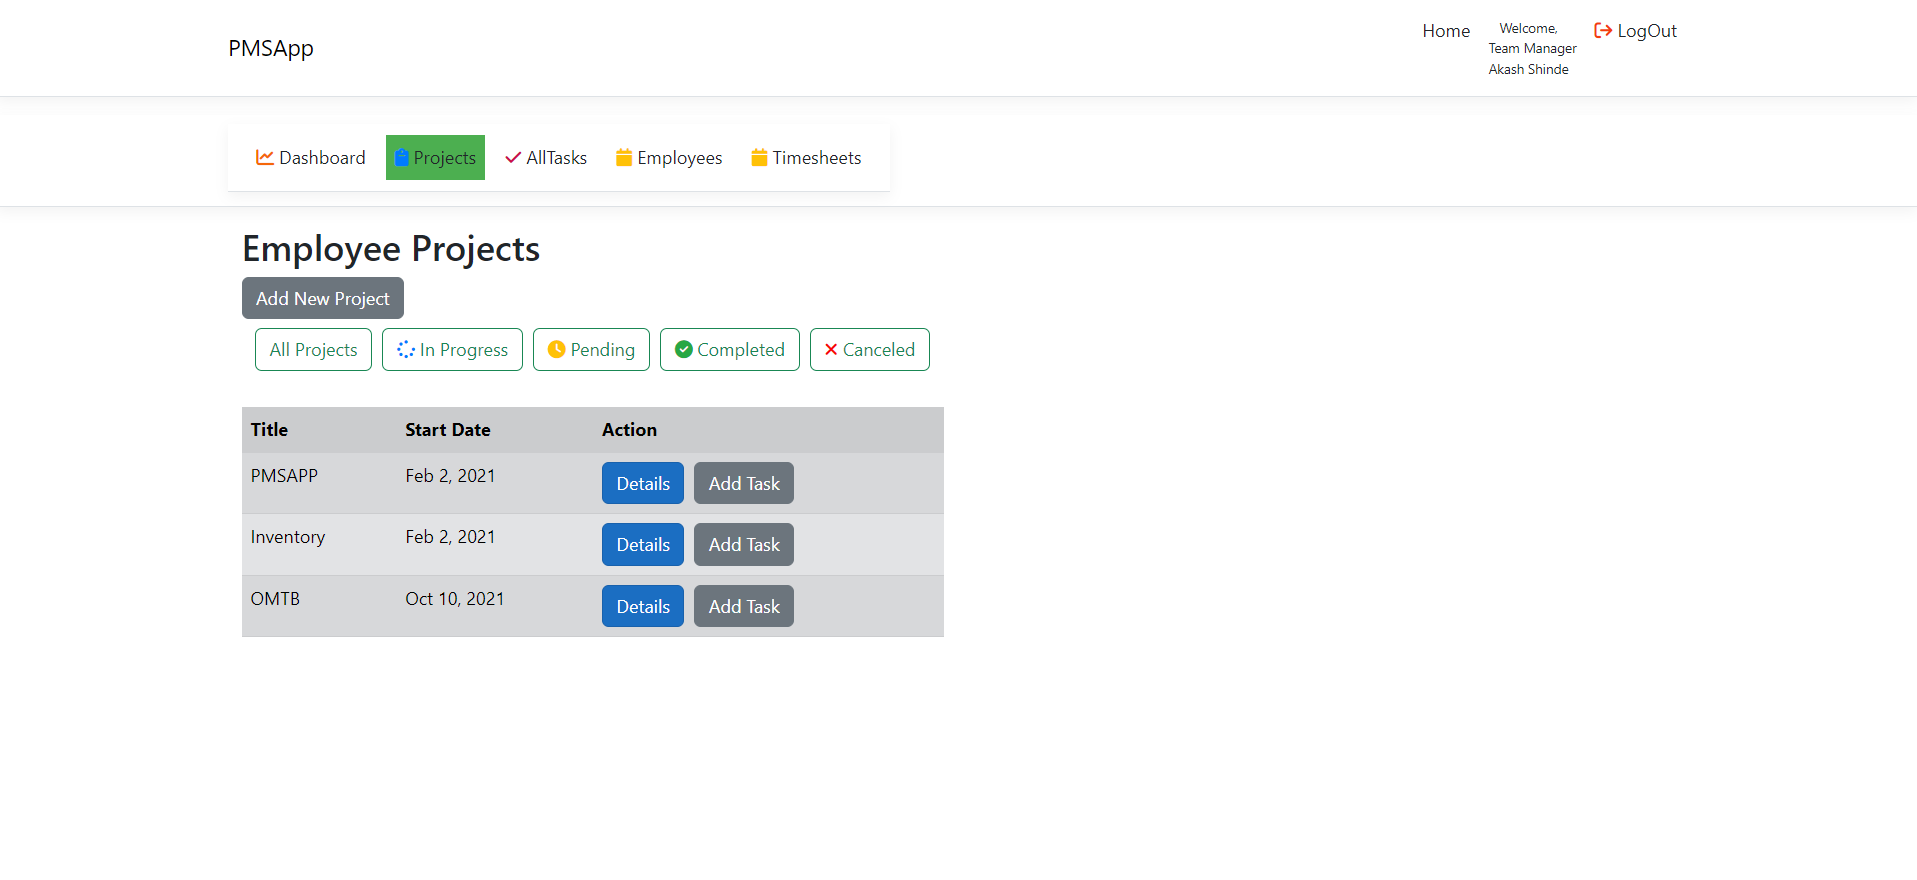 PMSApp
Home
Welcome,
Team Manager
Akash Shinde
LogOut
Dashboard
Projects
AllTasks
Employees
Timesheets
Employee Projects
Add New Project
All Projects
In Progress
Pending
Completed
Canceled
Title Start Date Action
PMSAPP Feb 2, 2021 Details Add Task
Inventory Feb 2, 2021 Details Add Task
OMTB Oct 10, 2021 Details Add Task